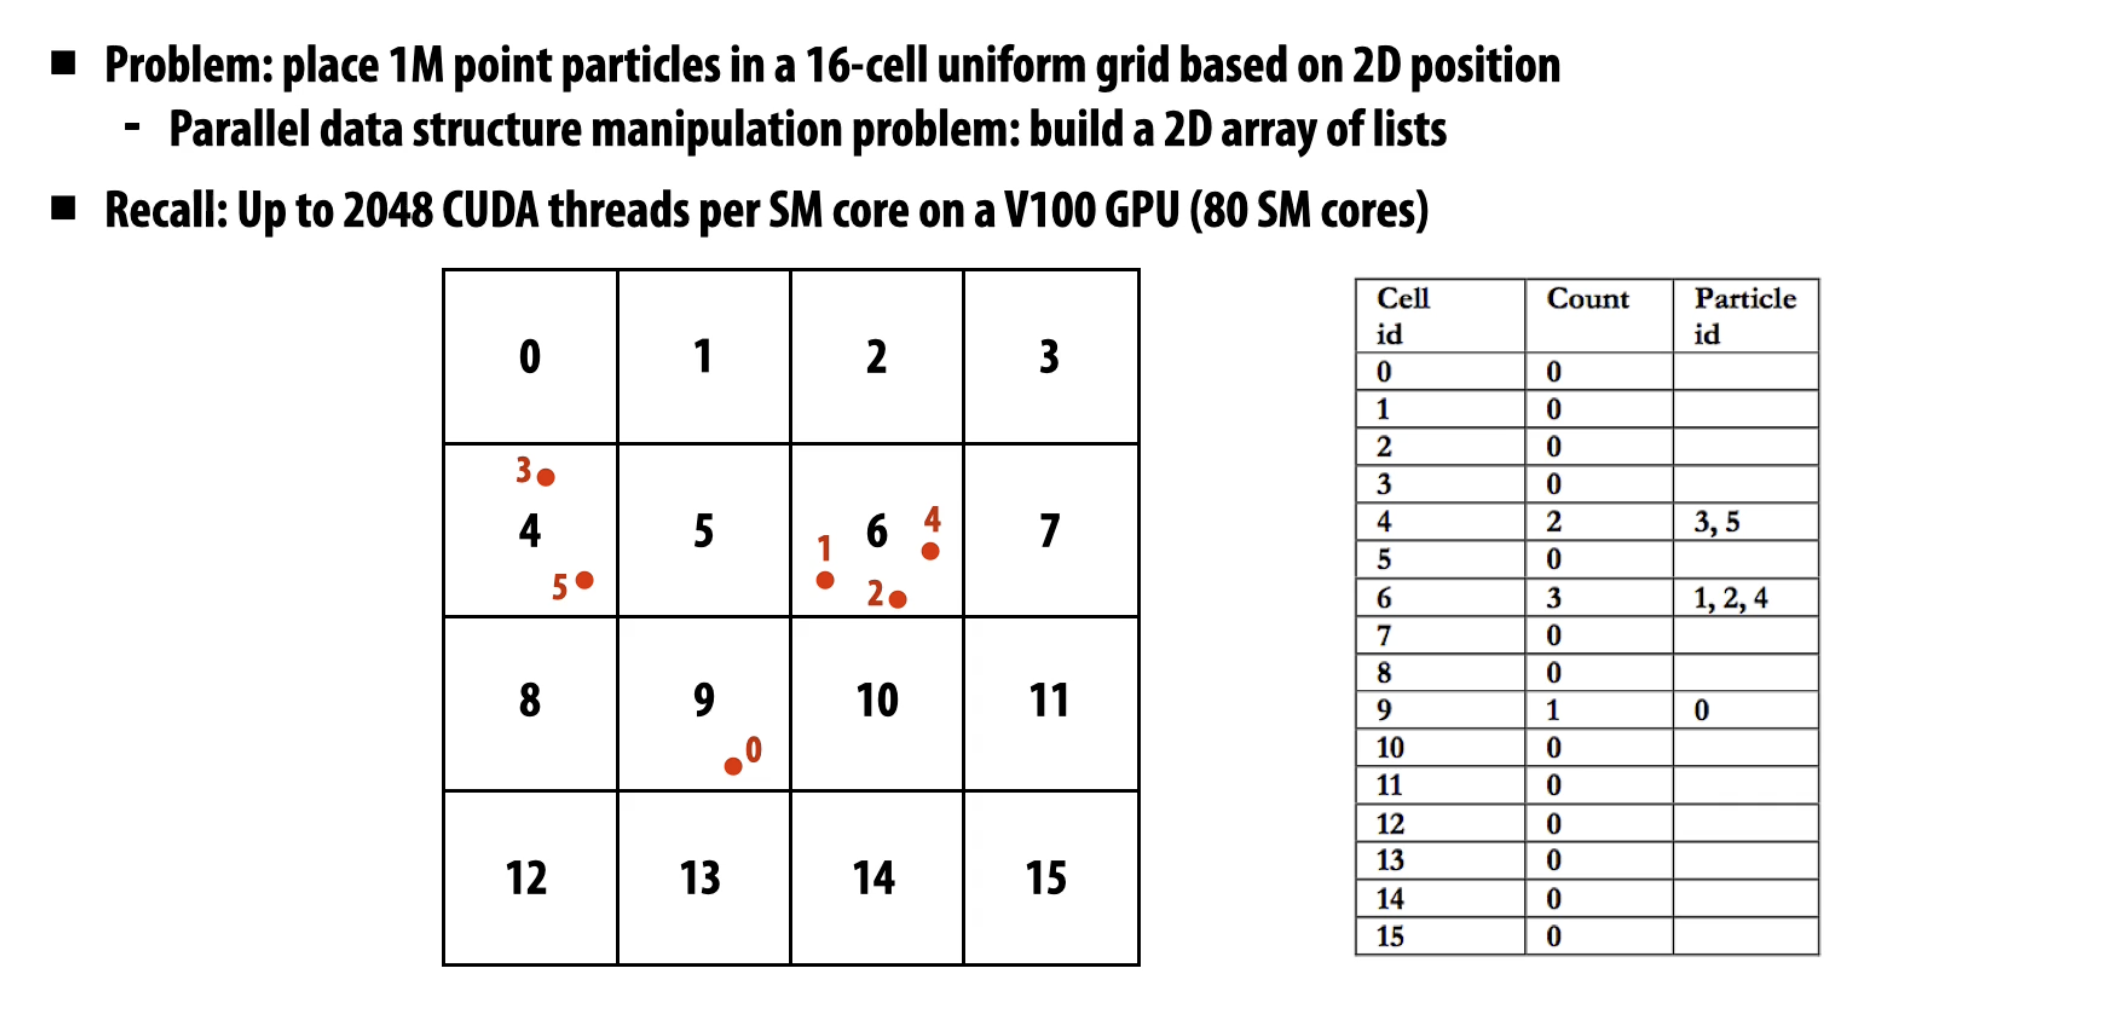 ■ Problem: place 1M point particles in a 16-cell uniform grid based on 2D position
- Parallel data structure manipulation problem: build a 2D array of lists
■ Recall: Up to 2048 CUDA threads per SM core on a V100 GPU (80 SM cores)
0 1 2 3
3
4 5 6 7
4
1
5 2
8 9 10 11
0
12 13 14 15
Cell id Count Particle id
0 0
1 0
2 0
3 0
4 2 3, 5
5 0
6 3 1, 2, 4
7 0
8 0
9 1 0
10 0
11 0
12 0
13 0
14 0
15 0